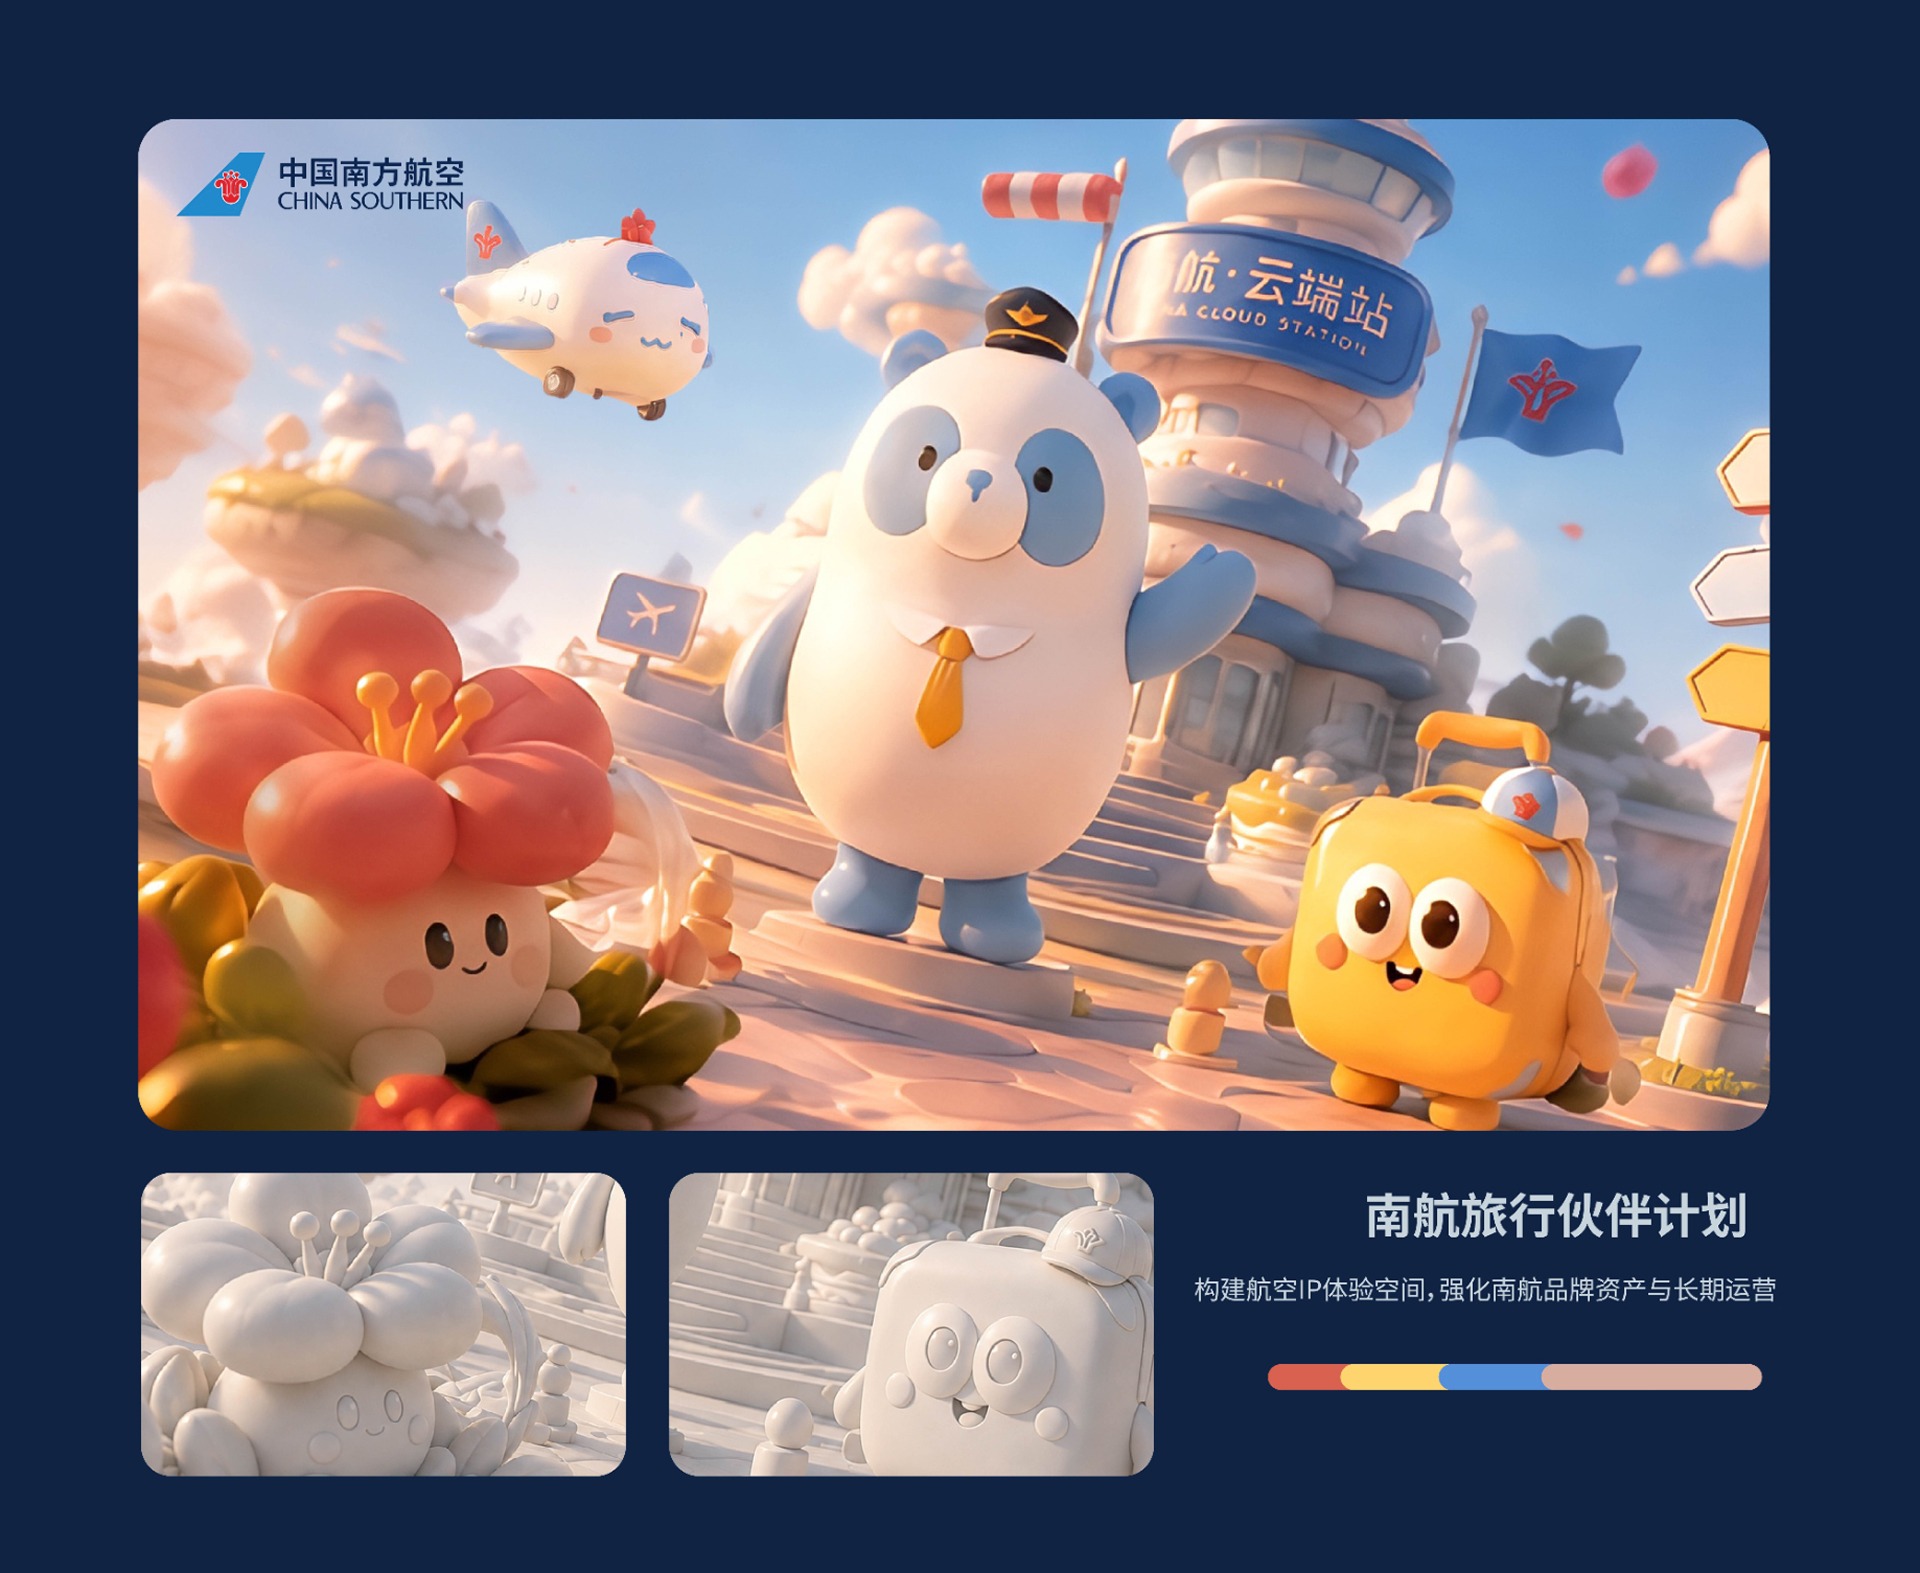 中国南方航空
CHINA SOUTHERN
航·云端站
CLOUD STATION
南航旅行伙伴计划
构建航空IP体验空间，强化南航品牌资产与长期运营